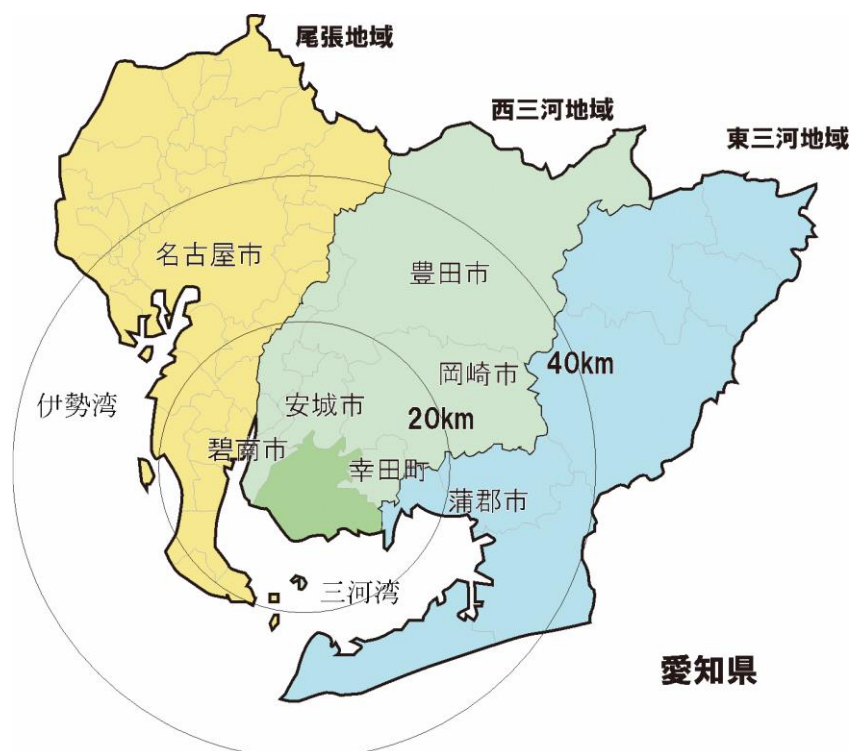 尾張地域
西三河地域
東三河地域
名古屋市
豊田市
40km
岡崎市
伊勢湾
安城市
20km
碧南市
幸田町
蒲郡市
三河湾
愛知県